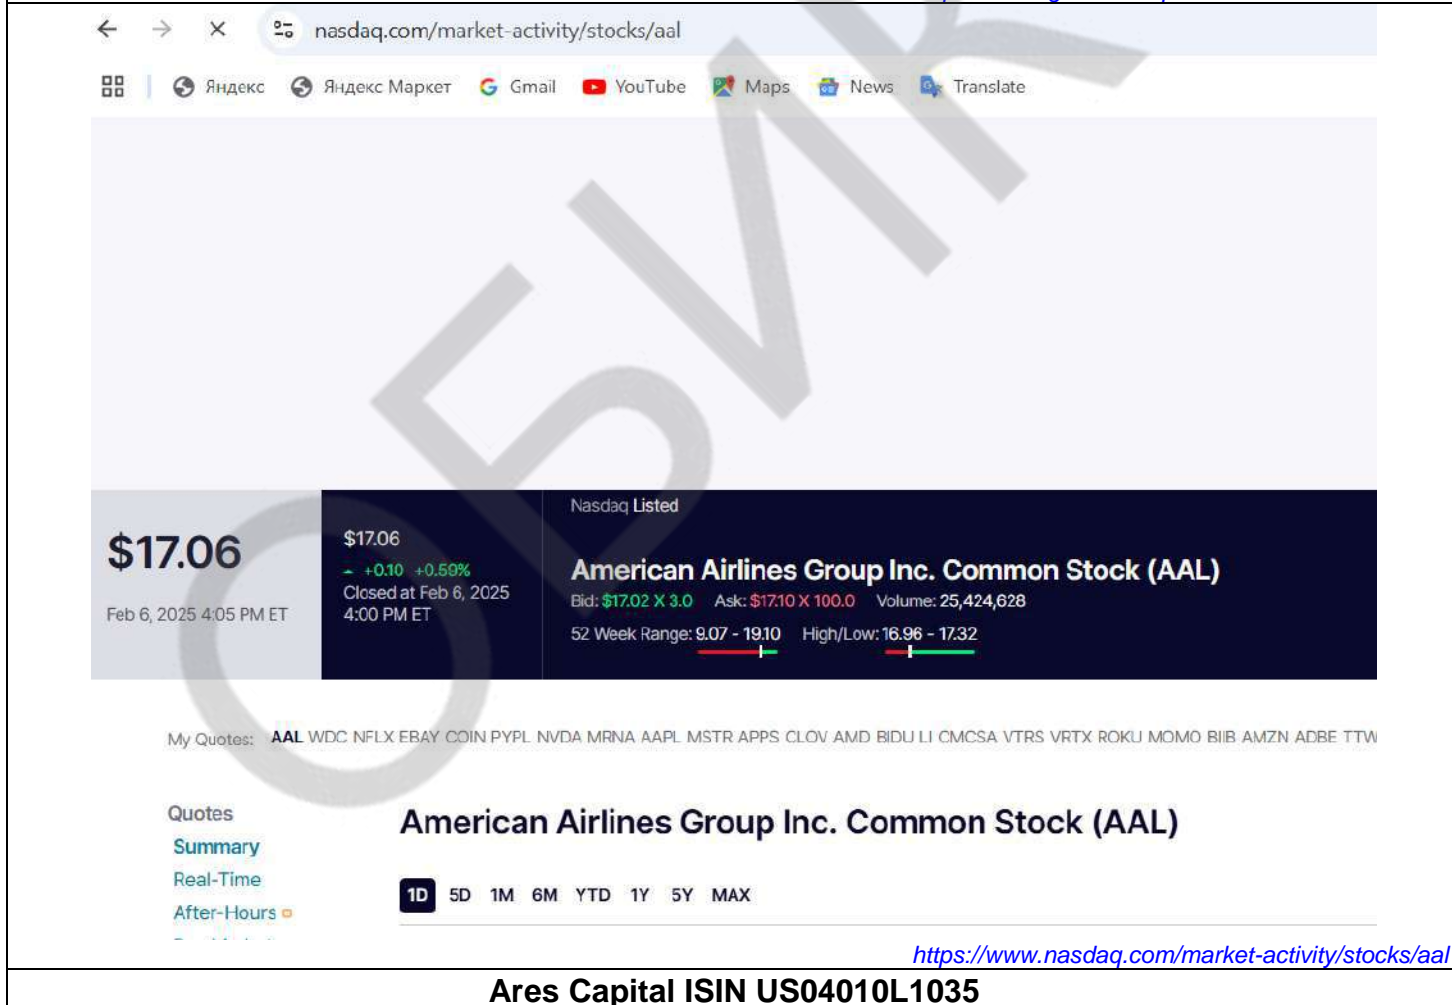 nasdaq.com/market-activity/stocks/aal
Яндекс Яндекс Маркет Gmail YouTube Maps News Translate
Nasdaq Listed
$17.06
$17.06
+0.10 +0.59%
American Airlines Group Inc. Common Stock (AAL)
Closed at Feb 6, 2025
4:00 PM ET
Bid: $17.02 X 3.0 Ask: $17.10 X 100.0 Volume: 25,424,628
Feb 6, 2025 4:05 PM ET
52 Week Range: 9.07 - 19.10 High/Low: 16.96 - 17.32
My Quotes: AAL WDC NFLX EBAY COIN PYPL NVDA MRNA AAPL MSTR APPS CLOV AMD BIDU LI CMCSA VTRS VRTX ROKU MOMO BIIB AMZN ADBE TTW
Quotes
American Airlines Group Inc. Common Stock (AAL)
Summary
Real-Time
1D 5D 1M 6M YTD 1Y 5Y MAX
After-Hours
https://www.nasdaq.com/market-activity/stocks/aal
Ares Capital ISIN US04010L1035
ОБИК